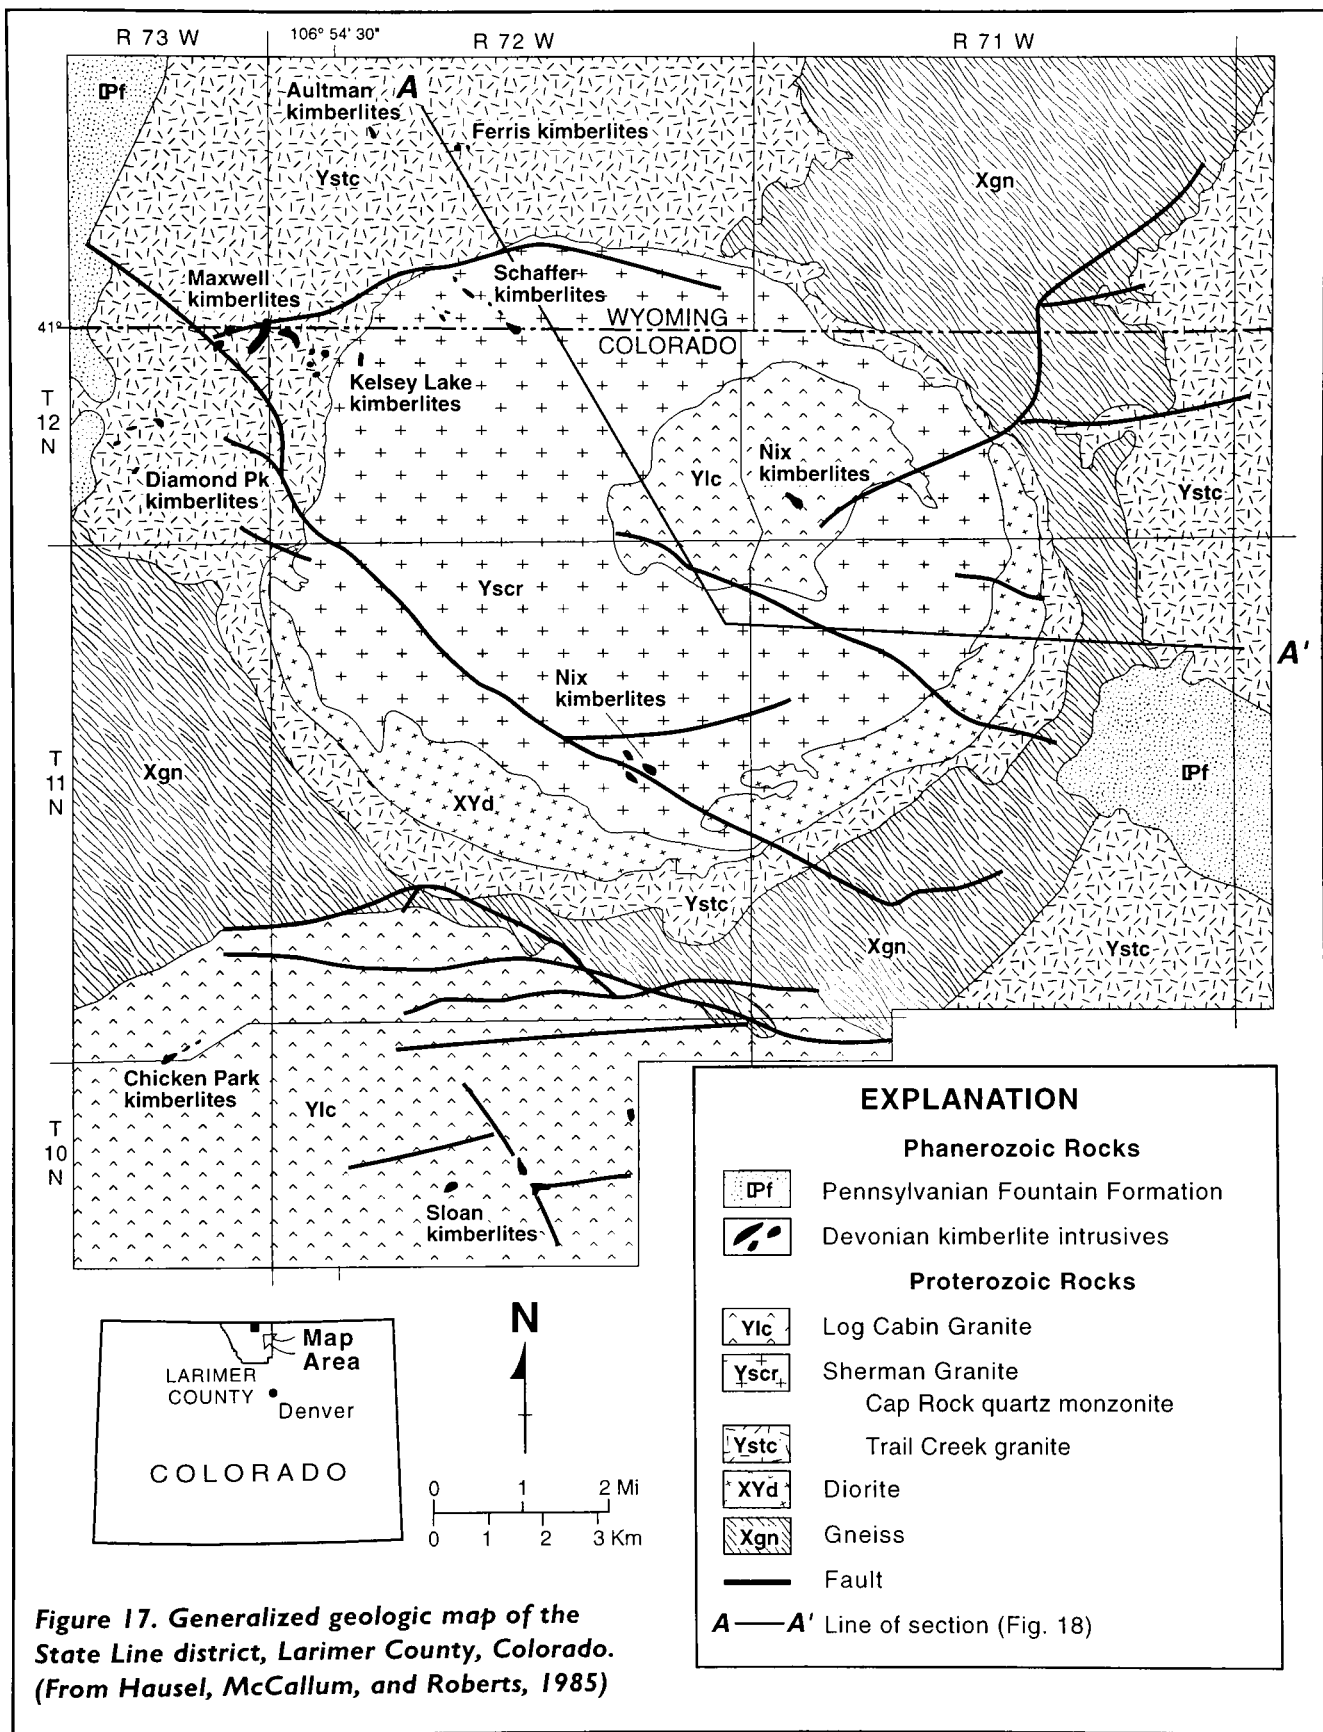 R 73 W
106° 54' 30"
R 72 W
R 71 W
ℙf
Aultman
kimberlites
A
Ferris kimberlites
Ystc
Xgn
Maxwell
kimberlites
Schaffer
kimberlites
41°
WYOMING
COLORADO
Kelsey Lake
kimberlites
T
12
N
Diamond Pk
kimberlites
Ylc
Nix
kimberlites
Ystc
Yscr
A'
Nix
kimberlites
T
11
N
Xgn
XYd
ℙf
Ystc
Xgn
Ystc
Chicken Park
kimberlites
Ylc
T
10
N
Sloan
kimberlites
EXPLANATION
Phanerozoic Rocks
ℙf Pennsylvanian Fountain Formation
Devonian kimberlite intrusives
Proterozoic Rocks
Ylc Log Cabin Granite
Yscr Sherman Granite
Cap Rock quartz monzonite
Ystc Trail Creek granite
XYd Diorite
Xgn Gneiss
Fault
A — A' Line of section (Fig. 18)
Map
Area
LARIMER
COUNTY
Denver
COLORADO
N
0 1 2 Mi
0 1 2 3 Km
Figure 17. Generalized geologic map of the
State Line district, Larimer County, Colorado.
(From Hausel, McCallum, and Roberts, 1985)